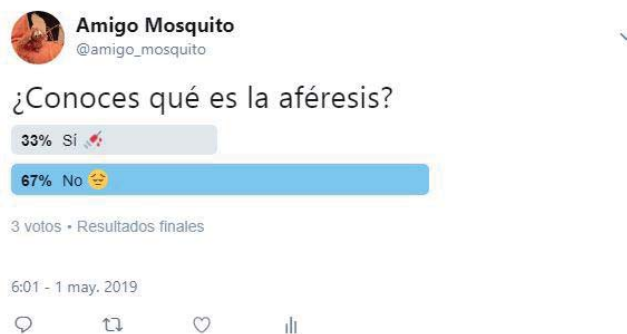 Amigo Mosquito
@amigo_mosquito
¿Conoces qué es la aféresis?
33% Sí 💉
67% No 😔
3 votos • Resultados finales
6:01 - 1 may. 2019